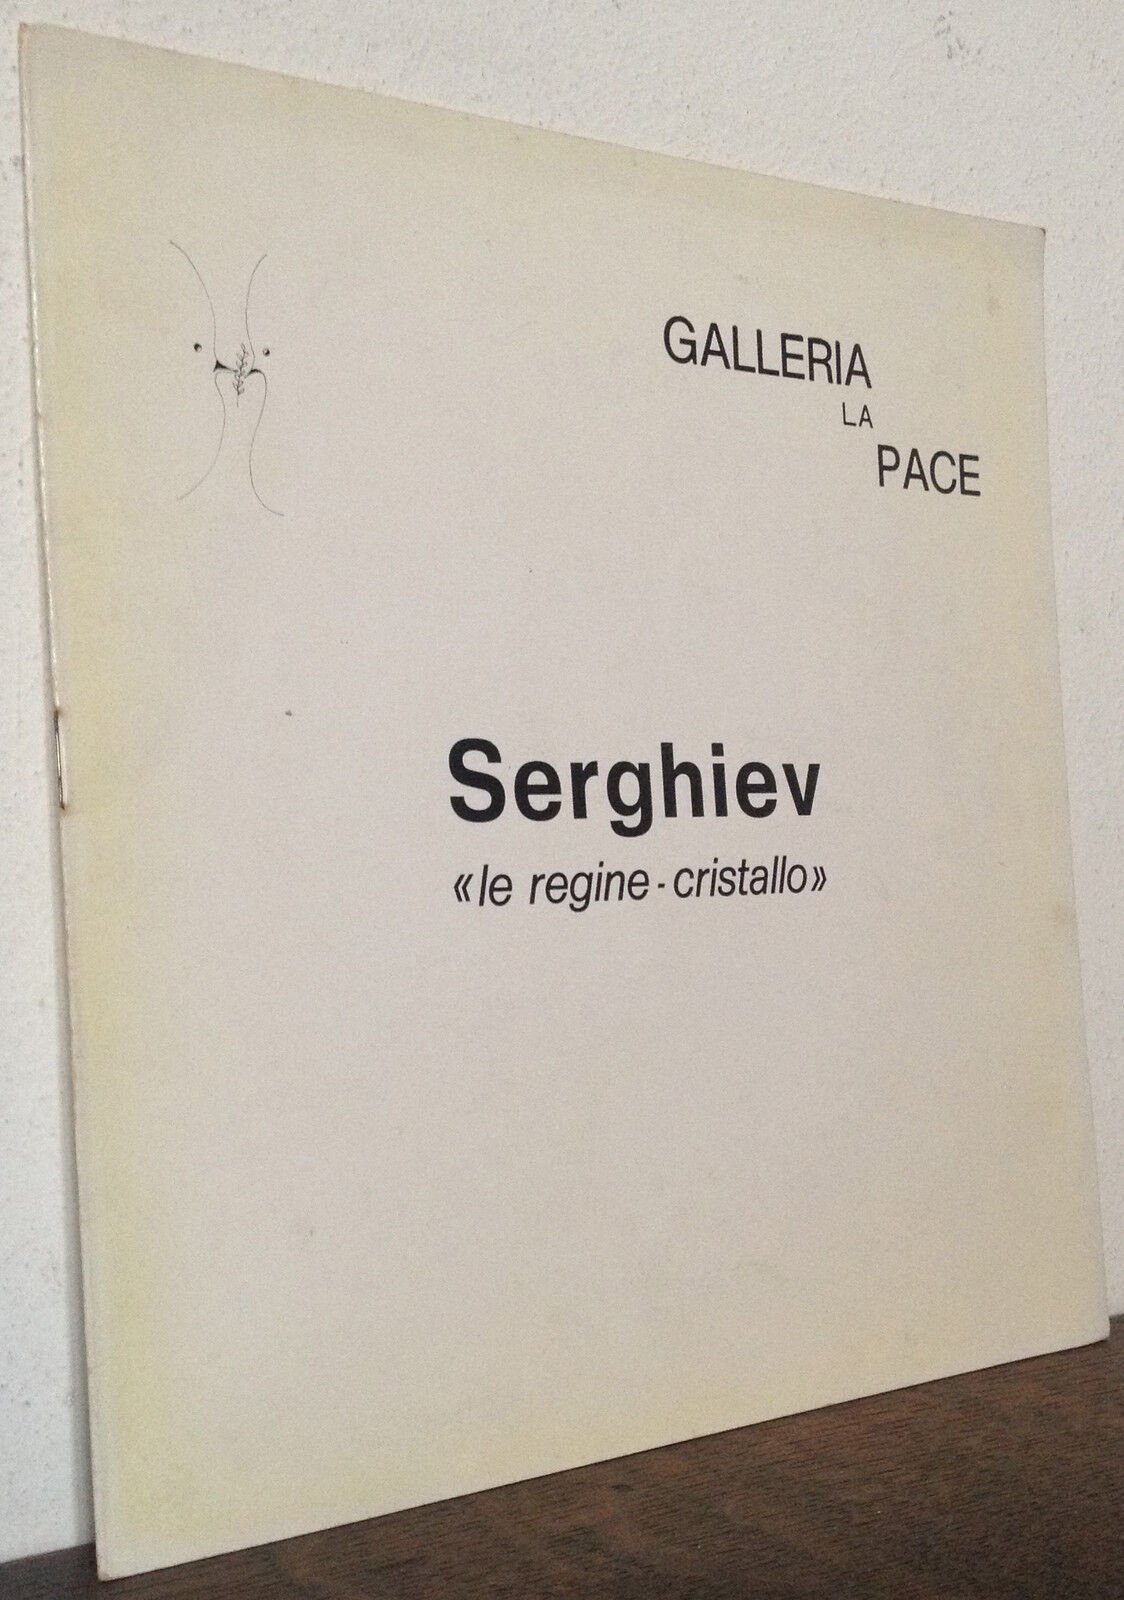 GALLERIA
LA
PACE
Serghiev
«le regine - cristallo»